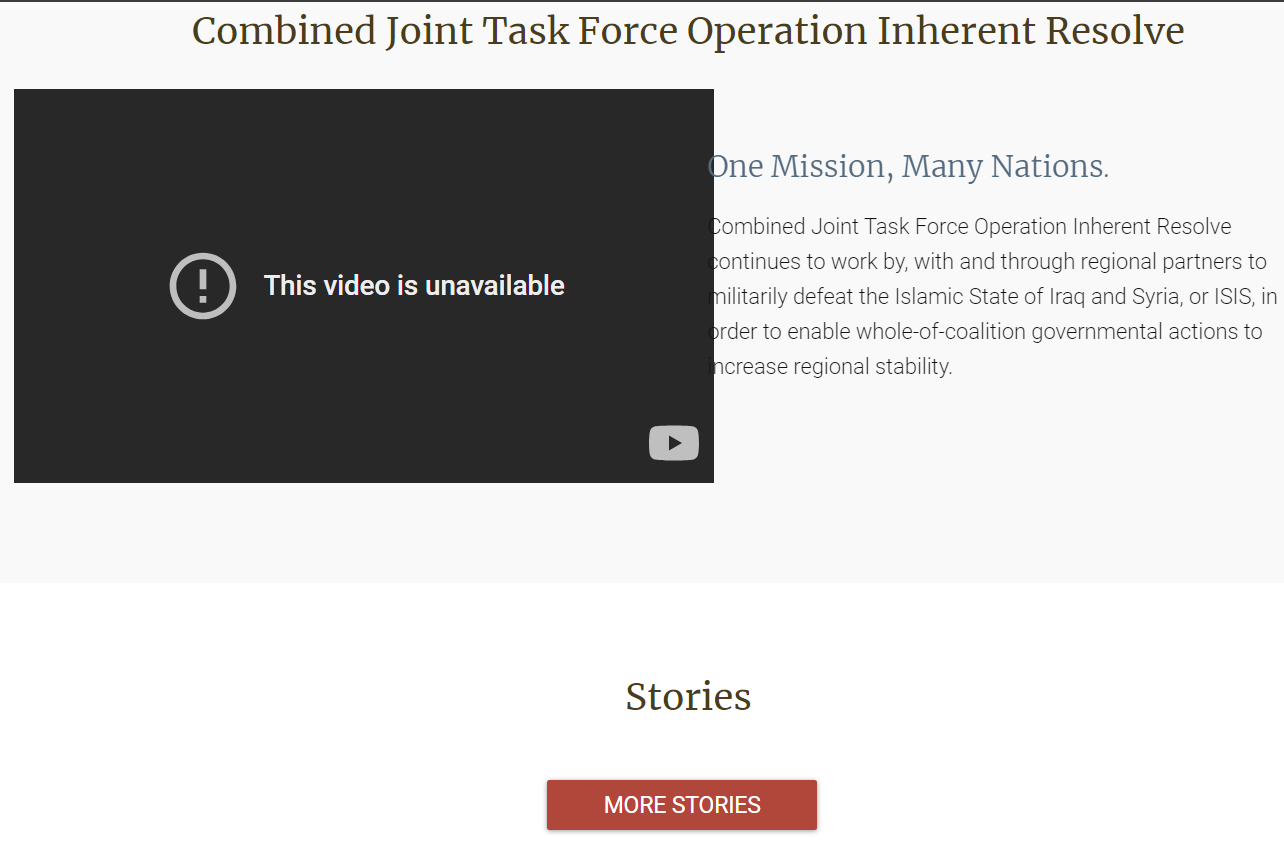 Combined Joint Task Force Operation Inherent Resolve
This video is unavailable
One Mission, Many Nations.
Combined Joint Task Force Operation Inherent Resolve
continues to work by, with and through regional partners to
militarily defeat the Islamic State of Iraq and Syria, or ISIS, in
order to enable whole-of-coalition governmental actions to
increase regional stability.
Stories
MORE STORIES